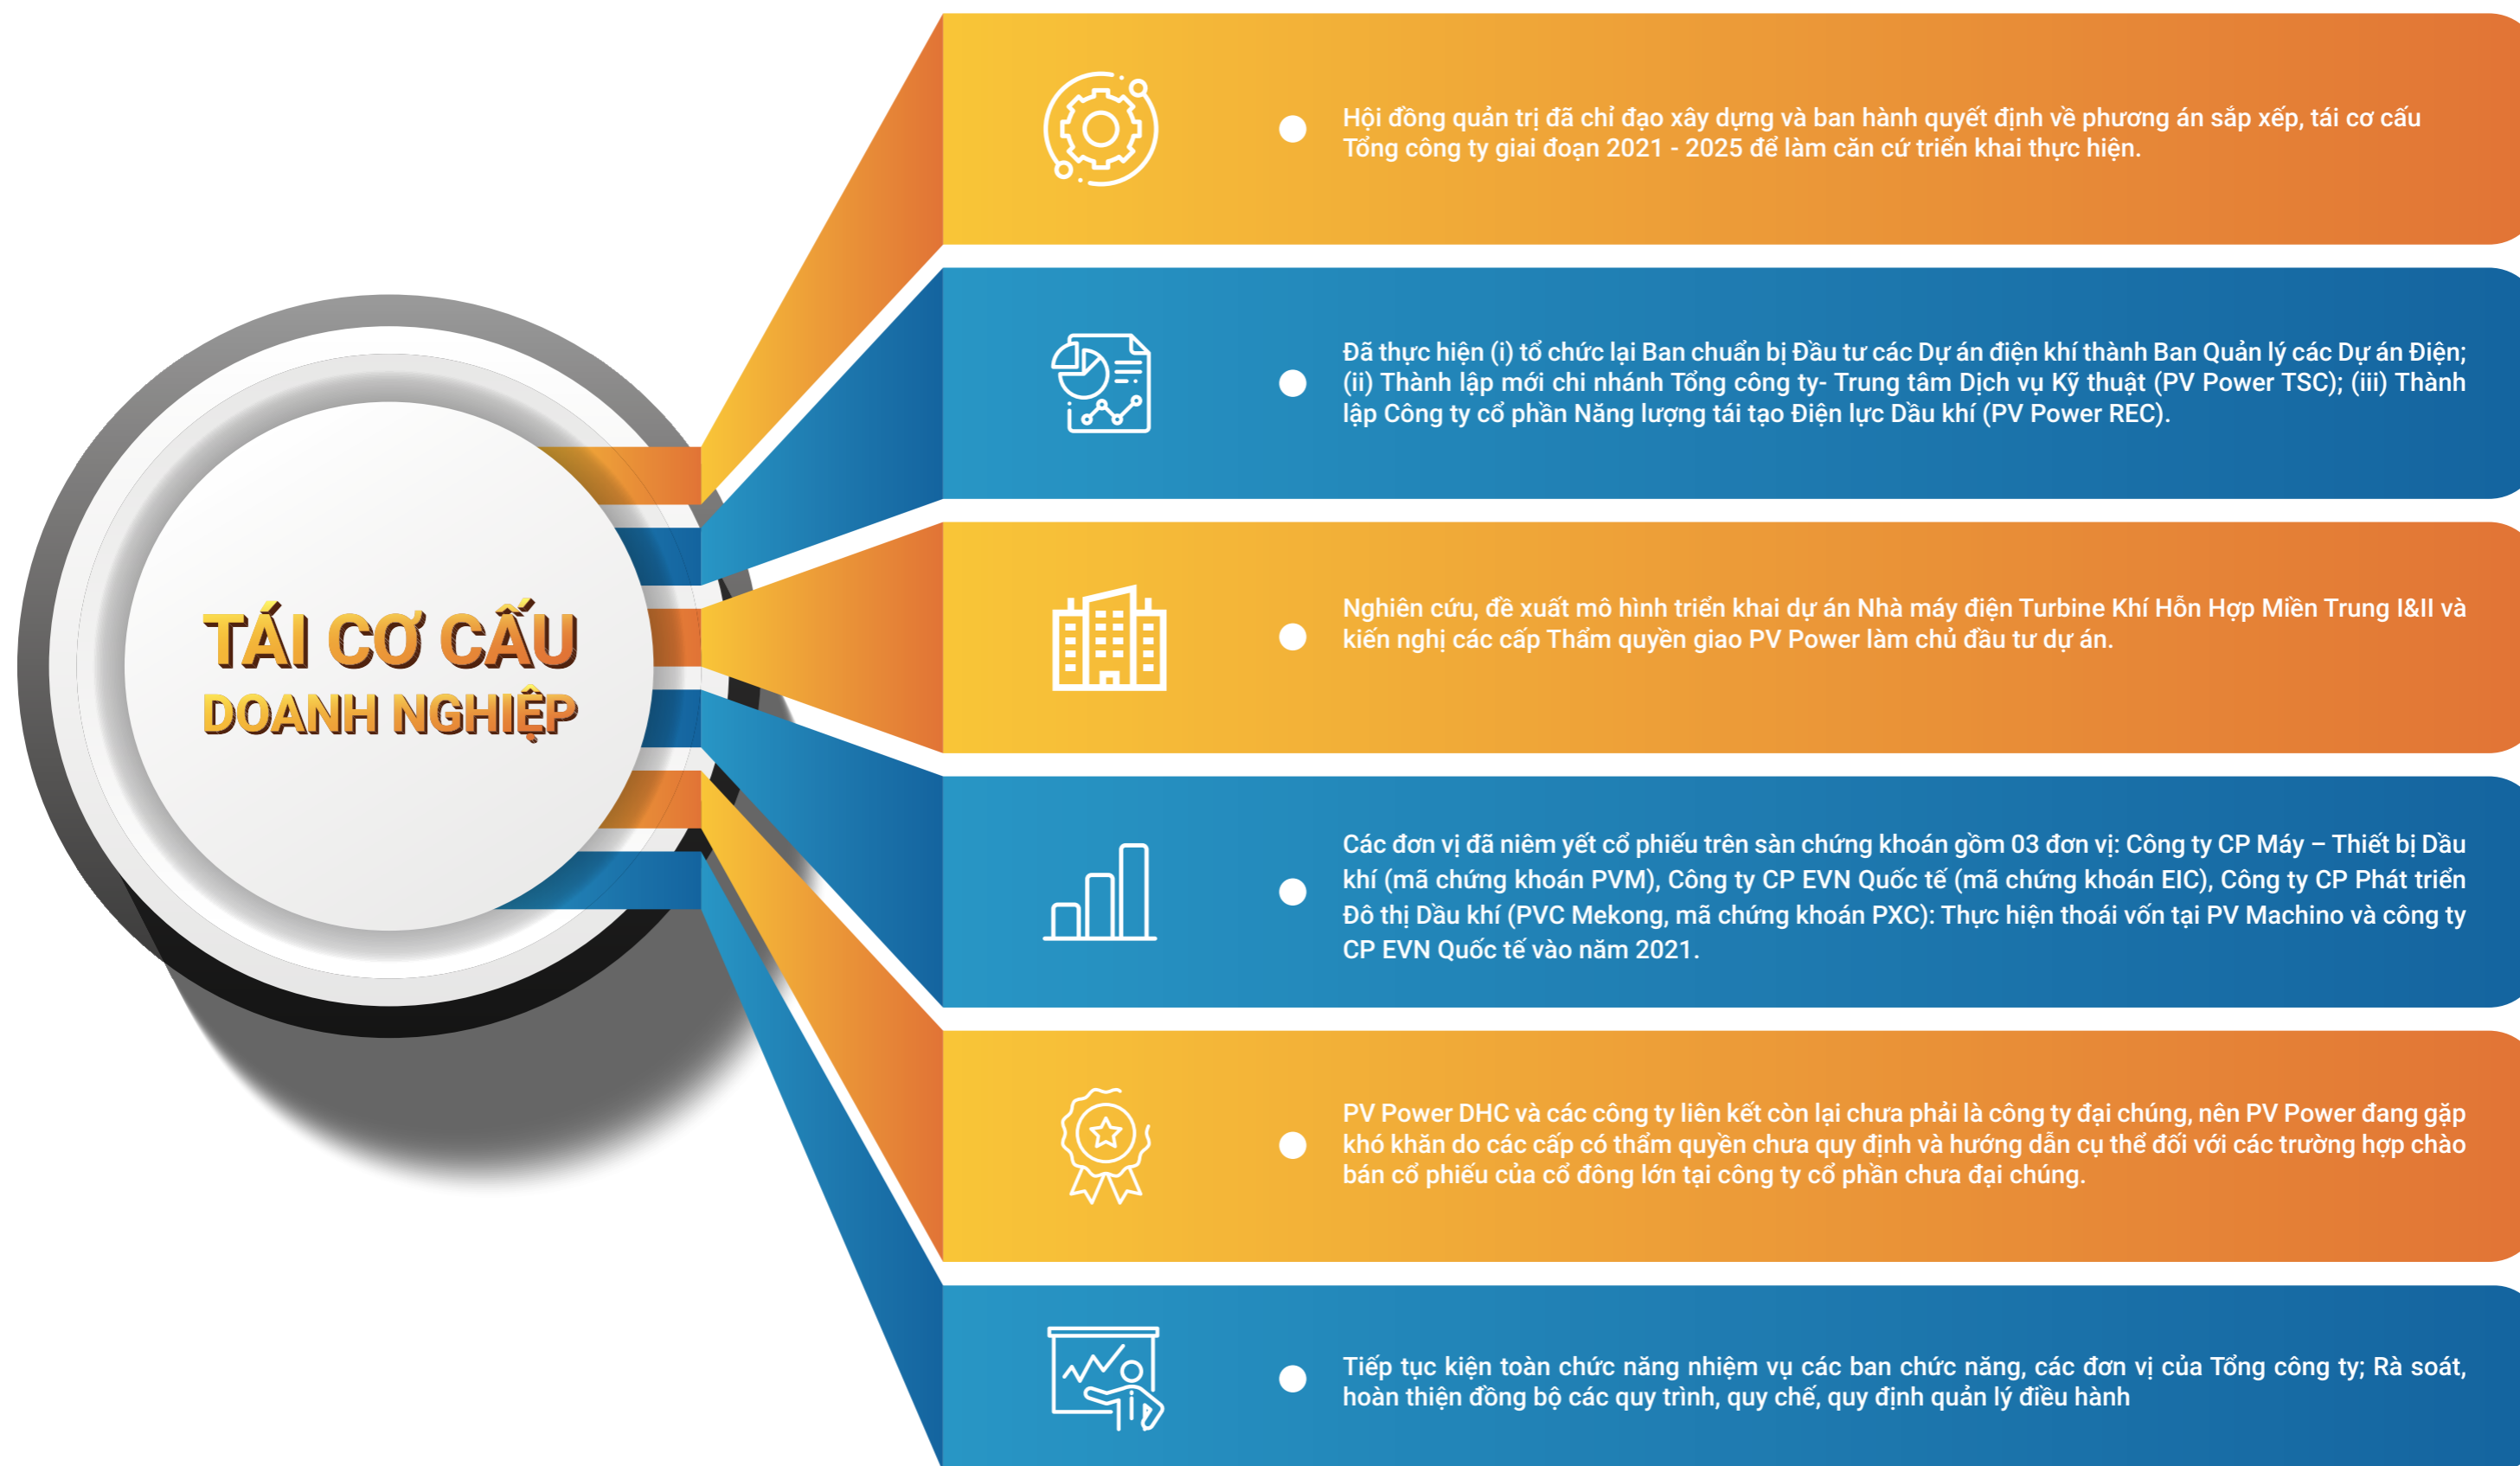 TÁI CƠ CẤU
DOANH NGHIỆP
Hội đồng quản trị đã chỉ đạo xây dựng và ban hành quyết định về phương án sắp xếp, tái cơ cấu
Tổng công ty giai đoạn 2021 - 2025 để làm căn cứ triển khai thực hiện.
Đã thực hiện (i) tổ chức lại Ban chuẩn bị Đầu tư các Dự án điện khí thành Ban Quản lý các Dự án Điện;
(ii) Thành lập mới chi nhánh Tổng công ty- Trung tâm Dịch vụ Kỹ thuật (PV Power TSC); (iii) Thành
lập Công ty cổ phần Năng lượng tái tạo Điện lực Dầu khí (PV Power REC).
Nghiên cứu, đề xuất mô hình triển khai dự án Nhà máy điện Turbine Khí Hỗn Hợp Miền Trung I&II và
kiến nghị các cấp Thẩm quyền giao PV Power làm chủ đầu tư dự án.
Các đơn vị đã niêm yết cổ phiếu trên sàn chứng khoán gồm 03 đơn vị: Công ty CP Máy – Thiết bị Dầu
khí (mã chứng khoán PVM), Công ty CP EVN Quốc tế (mã chứng khoán EIC), Công ty CP Phát triển
Đô thị Dầu khí (PVC Mekong, mã chứng khoán PXC): Thực hiện thoái vốn tại PV Machino và công ty
CP EVN Quốc tế vào năm 2021.
PV Power DHC và các công ty liên kết còn lại chưa phải là công ty đại chúng, nên PV Power đang gặp
khó khăn do các cấp có thẩm quyền chưa quy định và hướng dẫn cụ thể đối với các trường hợp chào
bán cổ phiếu của cổ đông lớn tại công ty cổ phần chưa đại chúng.
Tiếp tục kiện toàn chức năng nhiệm vụ các ban chức năng, các đơn vị của Tổng công ty; Rà soát,
hoàn thiện đồng bộ các quy trình, quy chế, quy định quản lý điều hành